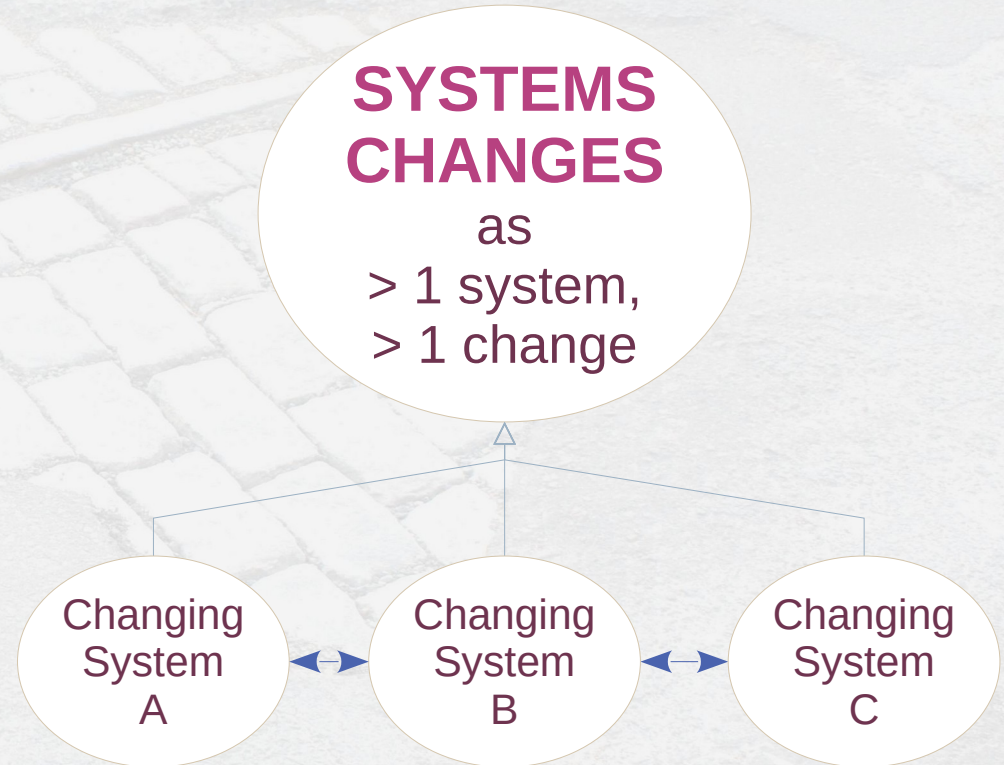 SYSTEMS
CHANGES
as
> 1 system,
> 1 change
Changing
System
A
Changing
System
B
Changing
System
C